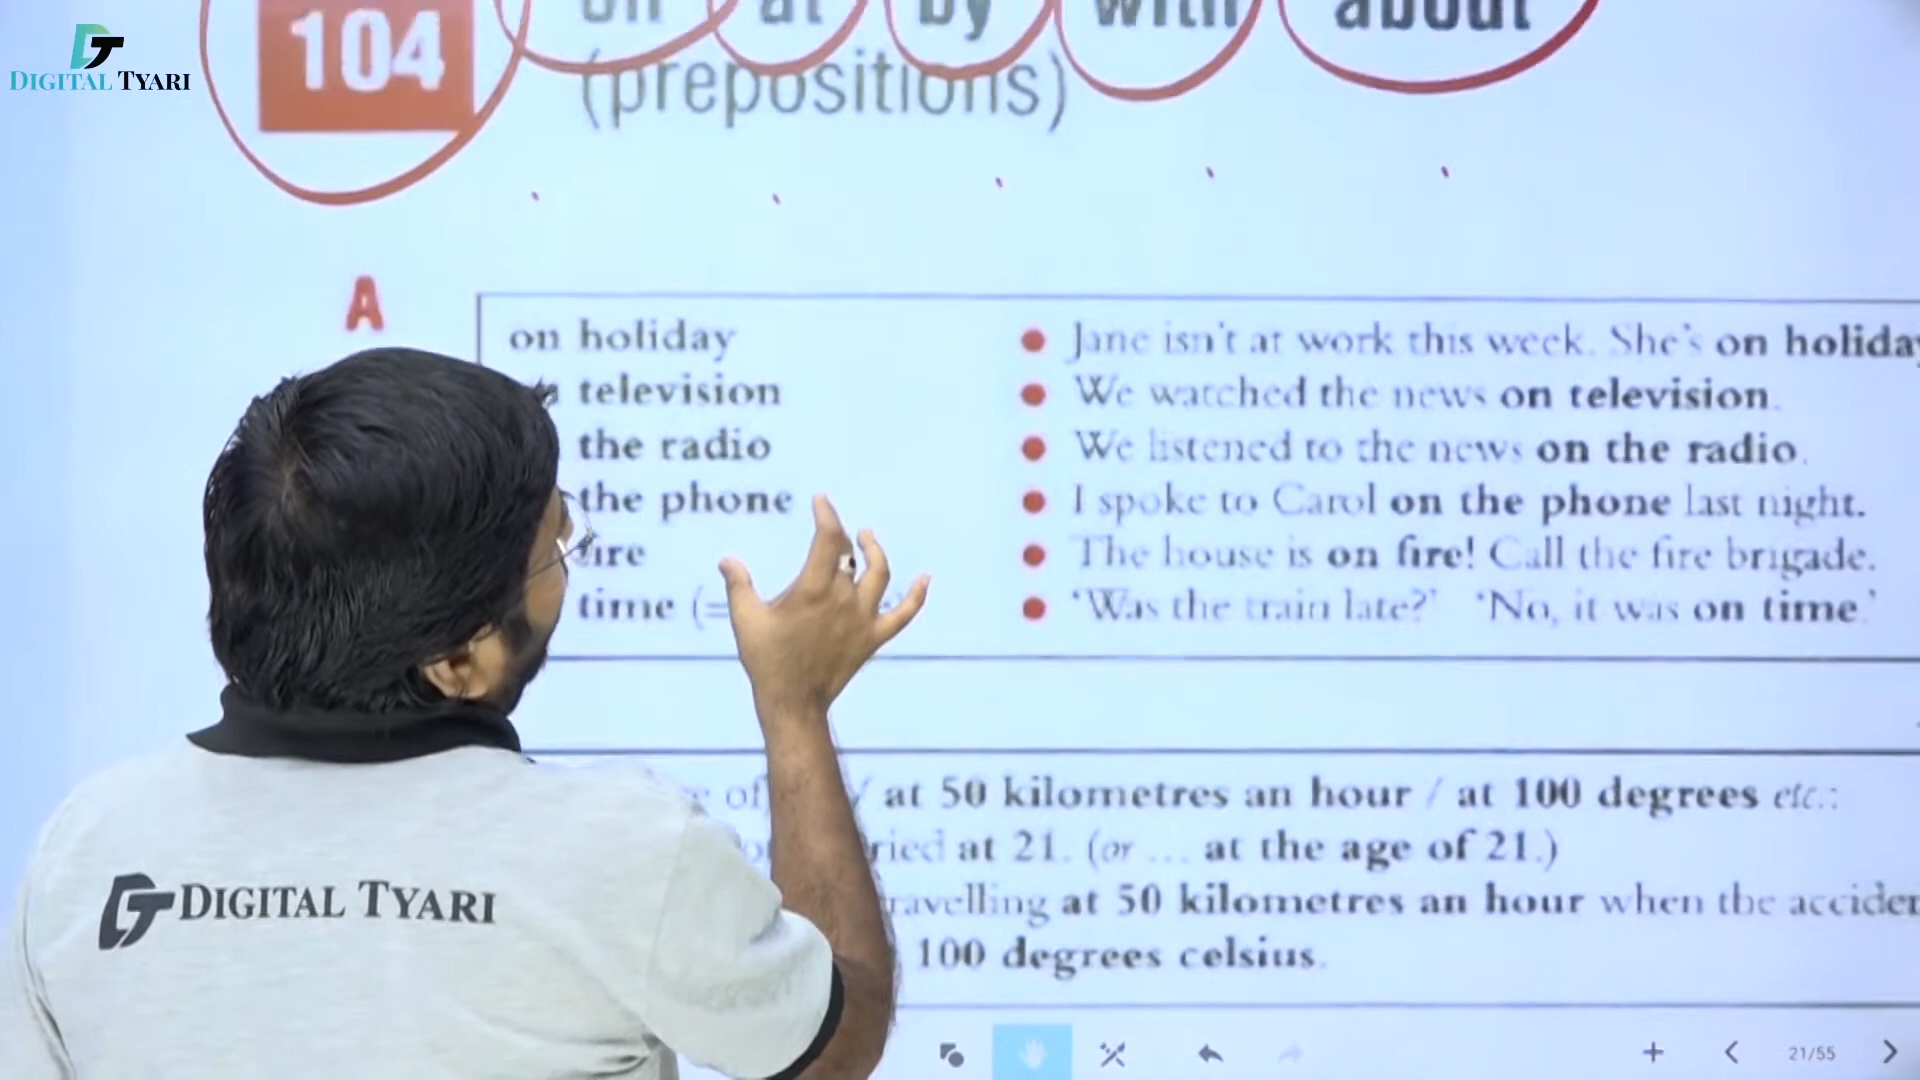 DIGITAL TYARI
104 on at by with about
(prepositions)
A
on holiday
television
the radio
the phone
fire
time (=
• Jane isn't at work this week. She's on holiday
• We watched the news on television.
• We listened to the news on the radio.
• I spoke to Carol on the phone last night.
• The house is on fire! Call the fire brigade.
• 'Was the train late?' 'No, it was on time.'
of / at 50 kilometres an hour / at 100 degrees etc.:
at 21. (or ... at the age of 21.)
at 50 kilometres an hour when the
100 degrees celsius.
DIGITAL TYARI
21/55